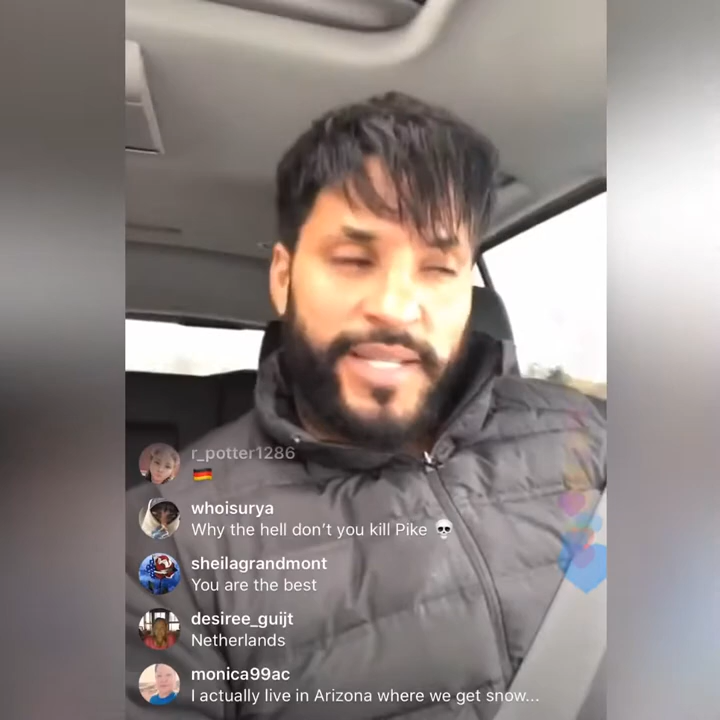 r_potter1286
🇩🇪
whoisurya
Why the hell don’t you kill Pike 💀
sheilagrandmont
You are the best
desiree_guijt
Netherlands
monica99ac
I actually live in Arizona where we get snow...